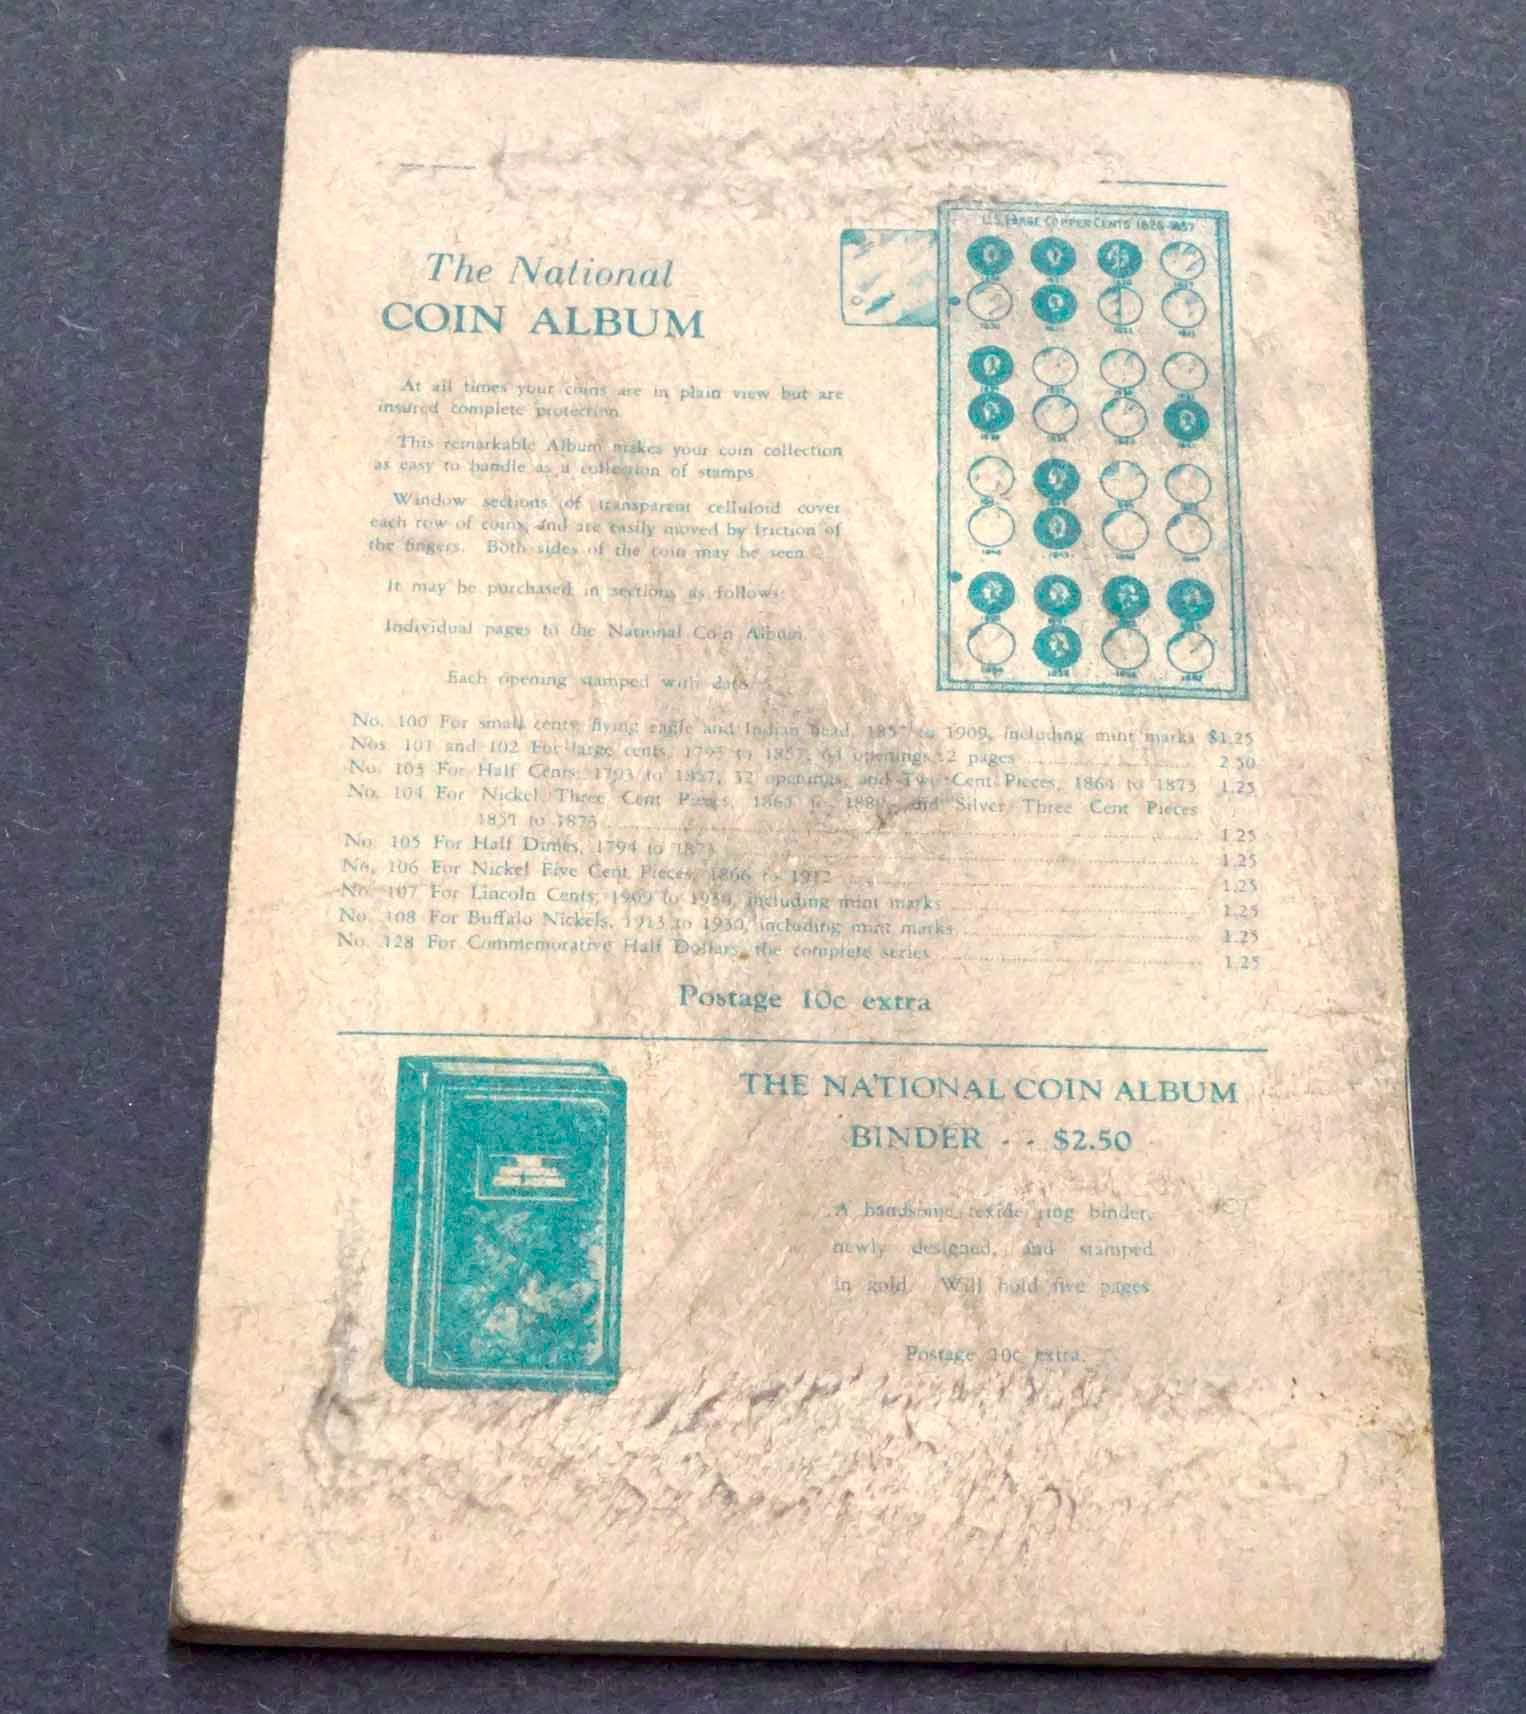 The National
COIN ALBUM
At all times your coins are in plain view but are
insured complete protection
This remarkable Album makes your coin collection
as easy to handle as a collection of stamps
Window sections of transparent celluloid cover
each row of coins, and are easily moved by friction of
the fingers. Both sides of the coin may be seen
It may be purchased in sections as follows:
Individual pages to the National Coin Album.
Each opening stamped with date
U.S. LARGE COPPER CENTS 1826-1857
No. 100 For small cents, flying eagle and Indian head, 1857 to 1909, including mint marks $1.25
Nos. 101 and 102 For large cents, 1793 to 1857, 64 openings, 2 pages 2.50
No. 103 For Half Cents, 1793 to 1857, 32 openings, and Two Cent Pieces, 1864 to 1873 1.25
No. 104 For Nickel Three Cent Pieces, 1865 to and Silver Three Cent Pieces
1851 to 1873 1.25
No. 105 For Half Dimes, 1794 to 1873 1.25
No. 106 For Nickel Five Cent Pieces, 1866 to 1912 1.25
No. 107 For Lincoln Cents, 1909 to 1930, including mint marks 1.25
No. 108 For Buffalo Nickels, 1913 to 1930, including mint marks 1.25
No. 128 For Commemorative Half Dollars, the complete series 1.25
Postage 10c extra
THE NATIONAL COIN ALBUM
BINDER - - $2.50
A handsome texide ring binder,
newly designed, and stamped
in gold. Will hold five pages
Postage 10c extra.